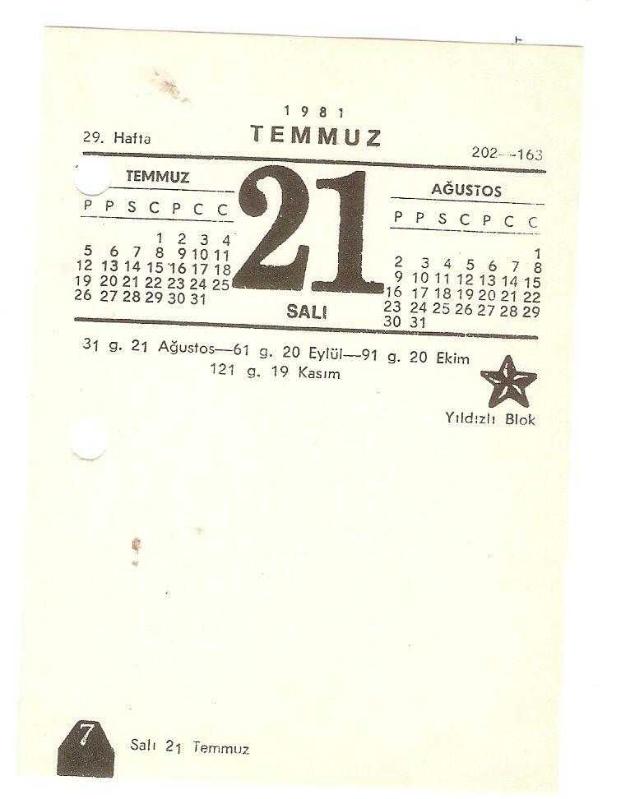 1981
29. Hafta TEMMUZ 202--163
TEMMUZ 21 AĞUSTOS
P P S C P C C
1 2 3 4
5 6 7 8 9 10 11
12 13 14 15 16 17 18
19 20 21 22 23 24 25
26 27 28 29 30 31
P P S C P C C
1
2 3 4 5 6 7 8
9 10 11 12 13 14 15
16 17 18 19 20 21 22
23 24 25 26 27 28 29
30 31
SALI
31 g. 21 Ağustos—61 g. 20 Eylül—91 g. 20 Ekim
121 g. 19 Kasım
Yıldızlı Blok
7 Salı 21 Temmuz